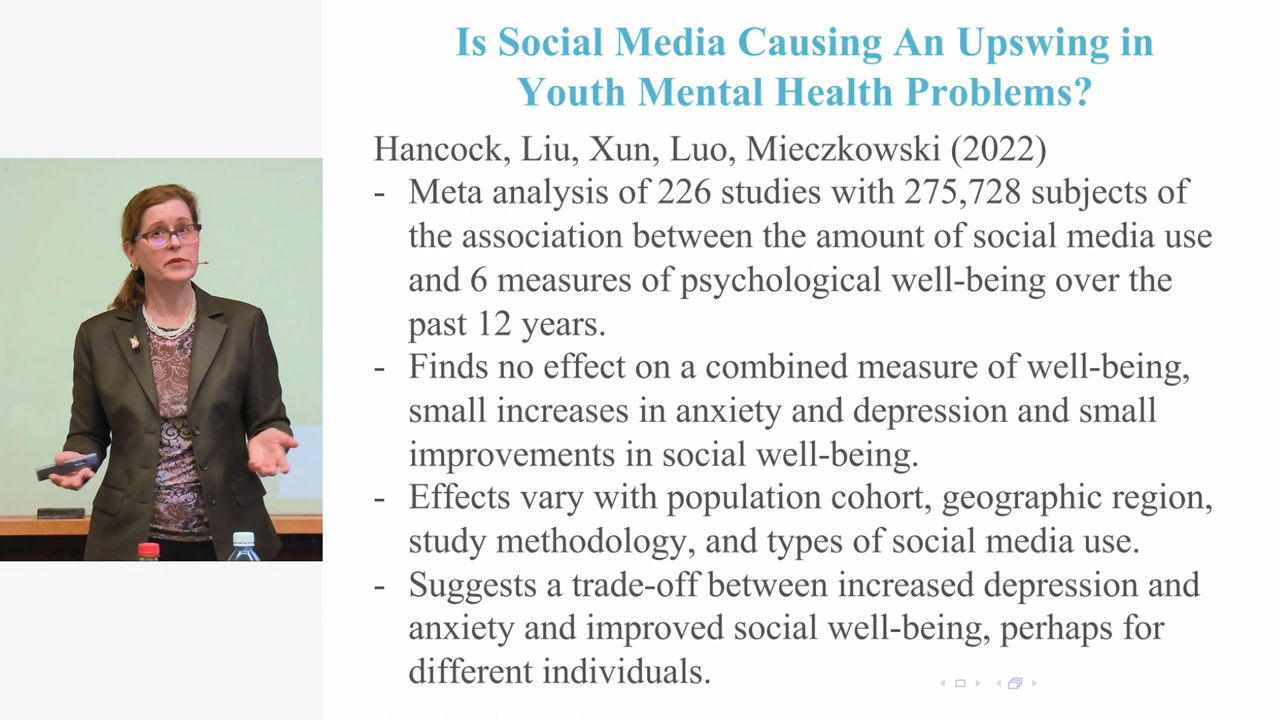 Is Social Media Causing An Upswing in
Youth Mental Health Problems?
Hancock, Liu, Xun, Luo, Mieczkowski (2022)
- Meta analysis of 226 studies with 275,728 subjects of
the association between the amount of social media use
and 6 measures of psychological well-being over the
past 12 years.
- Finds no effect on a combined measure of well-being,
small increases in anxiety and depression and small
improvements in social well-being.
- Effects vary with population cohort, geographic region,
study methodology, and types of social media use.
- Suggests a trade-off between increased depression and
anxiety and improved social well-being, perhaps for
different individuals.